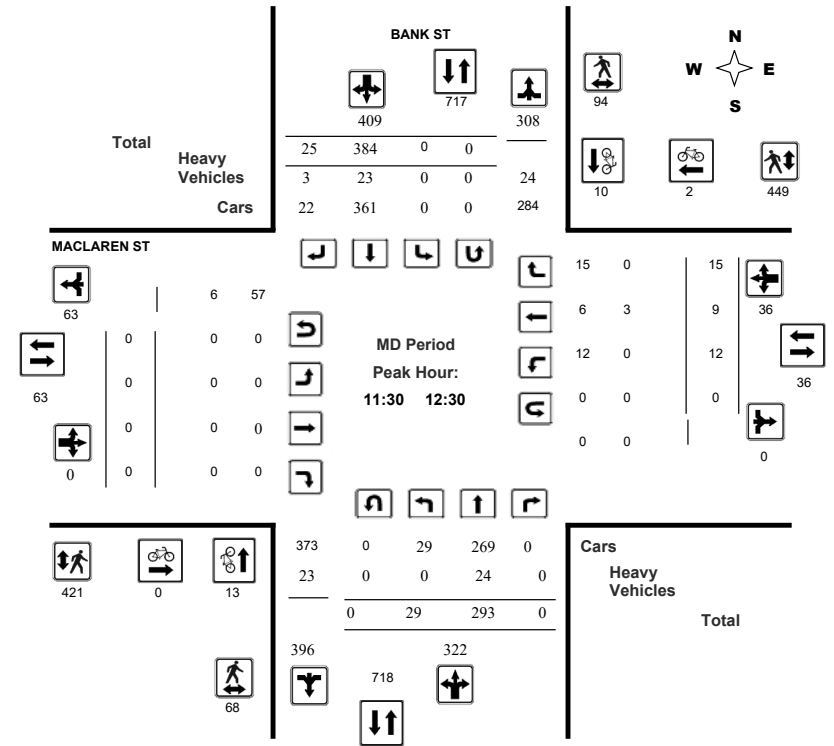 BANK ST
N
W E
S
717
409
308
94
Total
25 384 0 0
Heavy
Vehicles
3 23 0 0 24
Cars
22 361 0 0 284
10 2 449
MACLAREN ST
63
6 57
15 0 15
6 3 9 36
0 0 0
MD Period
12 0 12
0 0 0
Peak Hour:
36
63
11:30 12:30
0 0 0
0 0 0
0 0
0
0 0 0 0
421 0 13
373 0 29 269 0 Cars
23 0 0 24 0 Heavy
Vehicles
0 29 293 0 Total
396 322
718
68